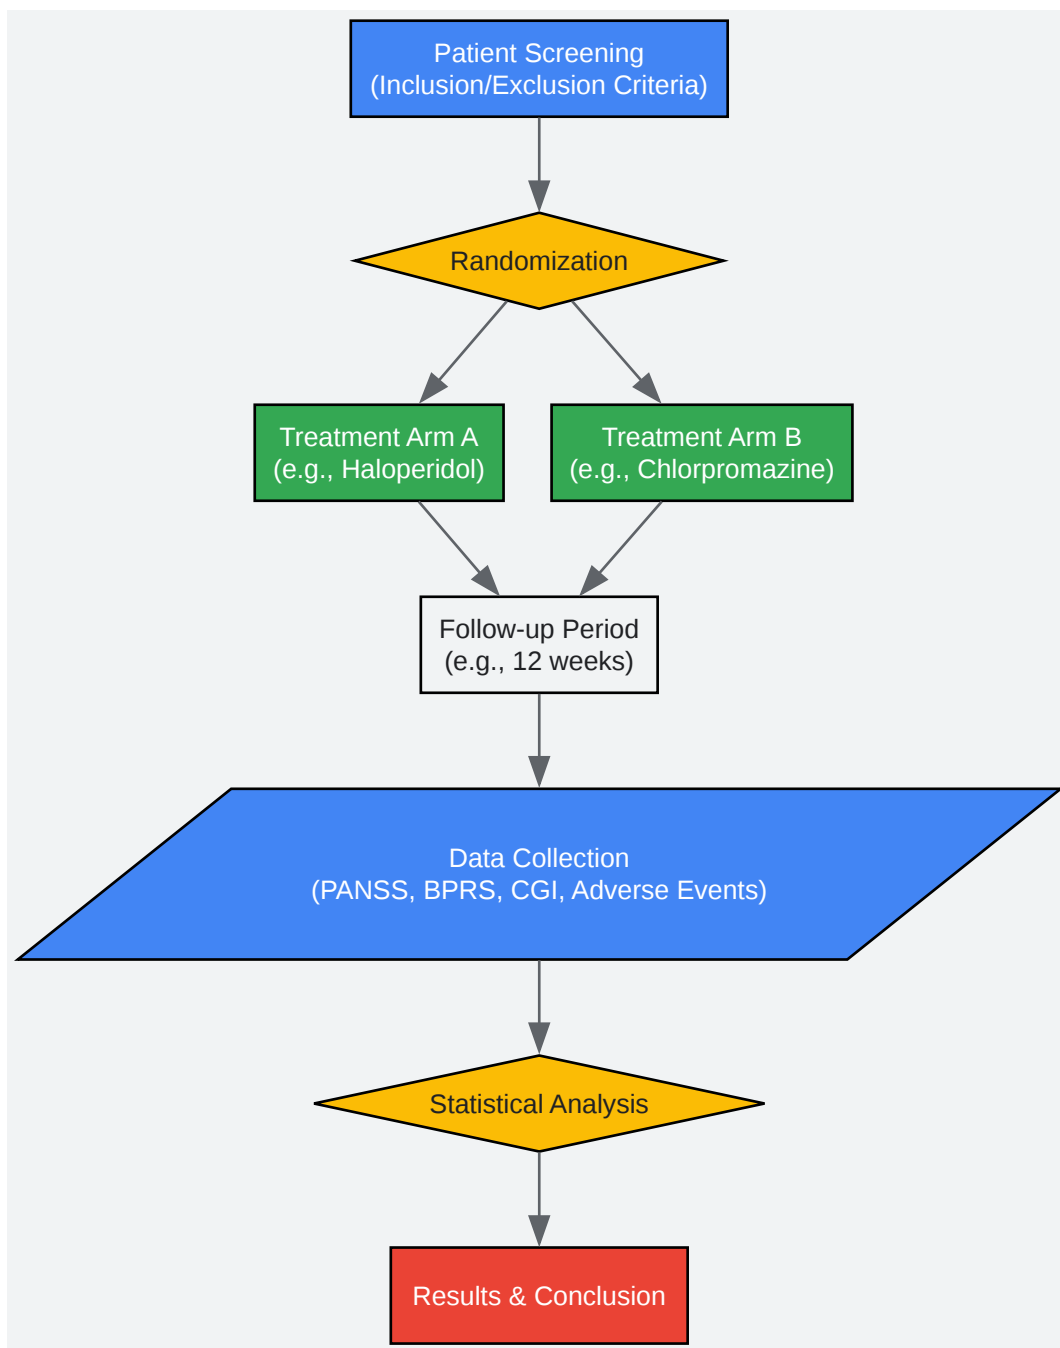 Patient Screening
(Inclusion/Exclusion Criteria)
Randomization
Treatment Arm A
(e.g., Haloperidol)
Treatment Arm B
(e.g., Chlorpromazine)
Follow-up Period
(e.g., 12 weeks)
Data Collection
(PANSS, BPRS, CGI, Adverse Events)
Statistical Analysis
Results & Conclusion